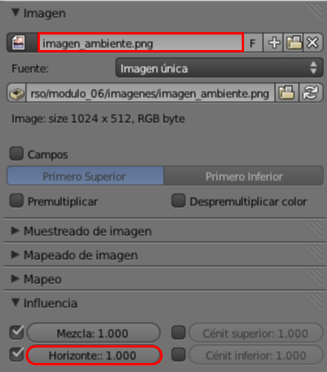 Imagen
imagen_ambiente.png F
Fuente: Imagen única
rso/modulo_06/imagenes/imagen_ambiente.png
Image: size 1024 x 512, RGB byte
Campos
Primero Superior Primero Inferior
Premultiplicar Despremultiplicar color
Muestreado de imagen
Mapeado de imagen
Mapeo
Influencia
Mezcla: 1.000 Cénit superior: 1.000
Horizonte:: 1.000 Cénit inferior: 1.000